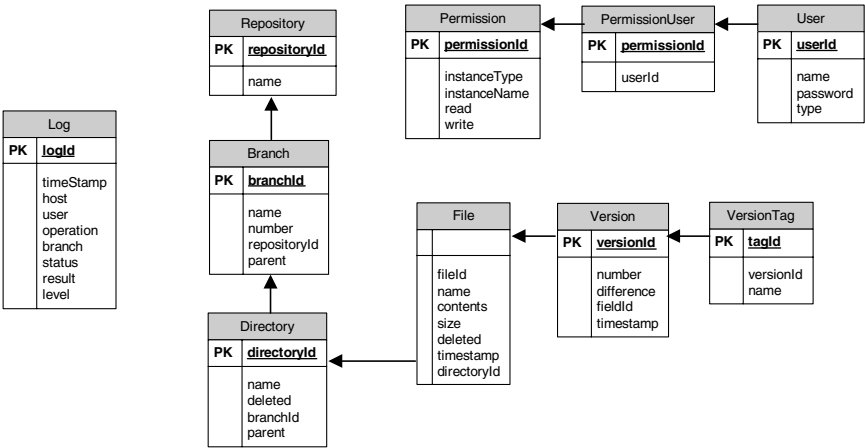 Repository
PK repositoryId
name
Permission
PK permissionId
instanceType
instanceName
read
write
PermissionUser
PK permissionId
userId
User
PK userId
name
password
type
Log
PK logId
timeStamp
host
user
operation
branch
status
result
level
Branch
PK branchId
name
number
repositoryId
parent
File
fileId
name
contents
size
deleted
timestamp
directoryId
Version
PK versionId
number
difference
fieldId
timestamp
VersionTag
PK tagId
versionId
name
Directory
PK directoryId
name
deleted
branchId
parent